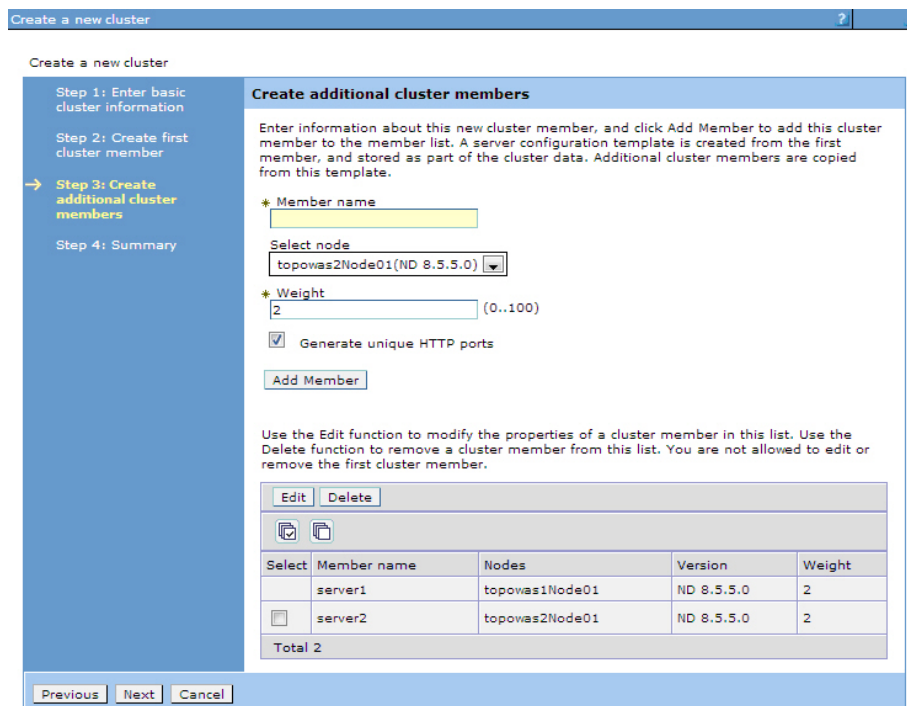 Create a new cluster
?
Create a new cluster
Step 1: Enter basic
cluster information
Step 2: Create first
cluster member
Step 3: Create
additional cluster
members
Step 4: Summary
Create additional cluster members
Enter information about this new cluster member, and click Add Member to add this cluster
member to the member list. A server configuration template is created from the first
member, and stored as part of the cluster data. Additional cluster members are copied
from this template.
* Member name
Select node
topowas2Node01(ND 8.5.5.0)
* Weight
2 (0..100)
Generate unique HTTP ports
Add Member
Use the Edit function to modify the properties of a cluster member in this list. Use the
Delete function to remove a cluster member from this list. You are not allowed to edit or
remove the first cluster member.
Edit Delete
Select Member name Nodes Version Weight
server1 topowas1Node01 ND 8.5.5.0 2
server2 topowas2Node01 ND 8.5.5.0 2
Total 2
Previous Next Cancel